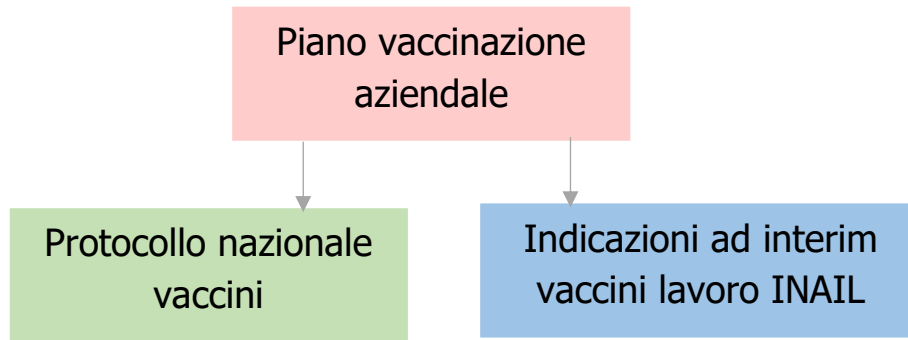 Piano vaccinazione
aziendale
Protocollo nazionale
vaccini
Indicazioni ad interim
vaccini lavoro INAIL